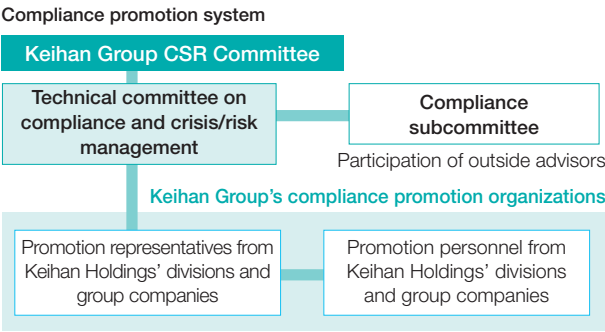 Compliance promotion system
Keihan Group CSR Committee
Technical committee on
compliance and crisis/risk
management
Compliance
subcommittee
Participation of outside advisors
Keihan Group's compliance promotion organizations
Promotion representatives from
Keihan Holdings' divisions and
group companies
Promotion personnel from
Keihan Holdings' divisions
and group companies